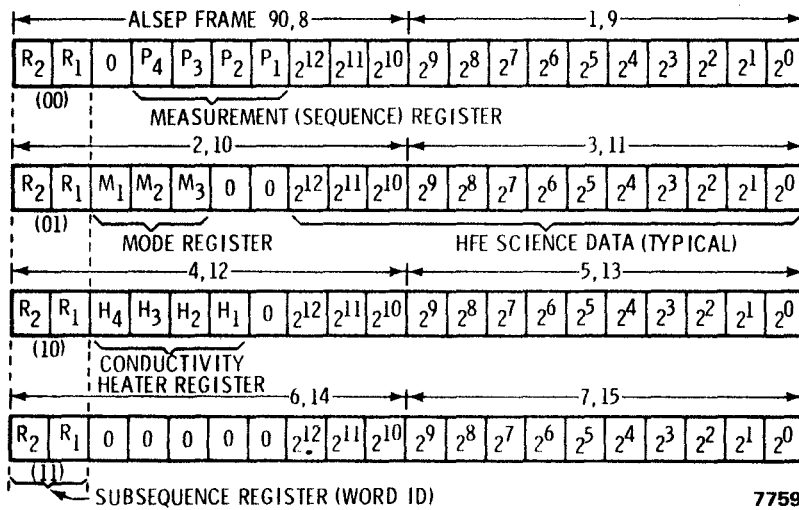 ALSEP FRAME 90,8 1,9
R2 R1 0 P4 P3 P2 P1 2^12 2^11 2^10 2^9 2^8 2^7 2^6 2^5 2^4 2^3 2^2 2^1 2^0
(00)
MEASUREMENT (SEQUENCE) REGISTER
2,10 3,11
R2 R1 M1 M2 M3 0 0 2^12 2^11 2^10 2^9 2^8 2^7 2^6 2^5 2^4 2^3 2^2 2^1 2^0
(01)
MODE REGISTER HFE SCIENCE DATA (TYPICAL)
4,12 5,13
R2 R1 H4 H3 H2 H1 0 2^12 2^11 2^10 2^9 2^8 2^7 2^6 2^5 2^4 2^3 2^2 2^1 2^0
(10)
CONDUCTIVITY
HEATER REGISTER
6,14 7,15
R2 R1 0 0 0 0 0 2^12 2^11 2^10 2^9 2^8 2^7 2^6 2^5 2^4 2^3 2^2 2^1 2^0
(11)
SUBSEQUENCE REGISTER (WORD ID) 7759